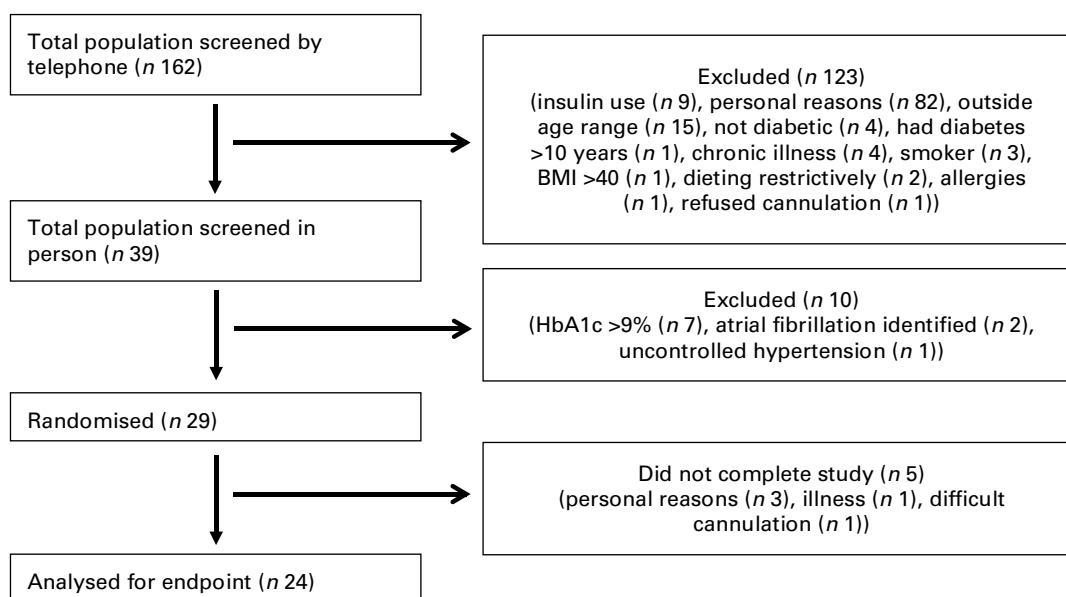 Total population screened by
telephone (n 162)
Excluded (n 123)
(insulin use (n 9), personal reasons (n 82), outside
age range (n 15), not diabetic (n 4), had diabetes
>10 years (n 1), chronic illness (n 4), smoker (n 3),
BMI >40 (n 1), dieting restrictively (n 2), allergies
(n 1), refused cannulation (n 1))
Total population screened in
person (n 39)
Excluded (n 10)
(HbA1c >9% (n 7), atrial fibrillation identified (n 2),
uncontrolled hypertension (n 1))
Randomised (n 29)
Did not complete study (n 5)
(personal reasons (n 3), illness (n 1), difficult
cannulation (n 1))
Analysed for endpoint (n 24)